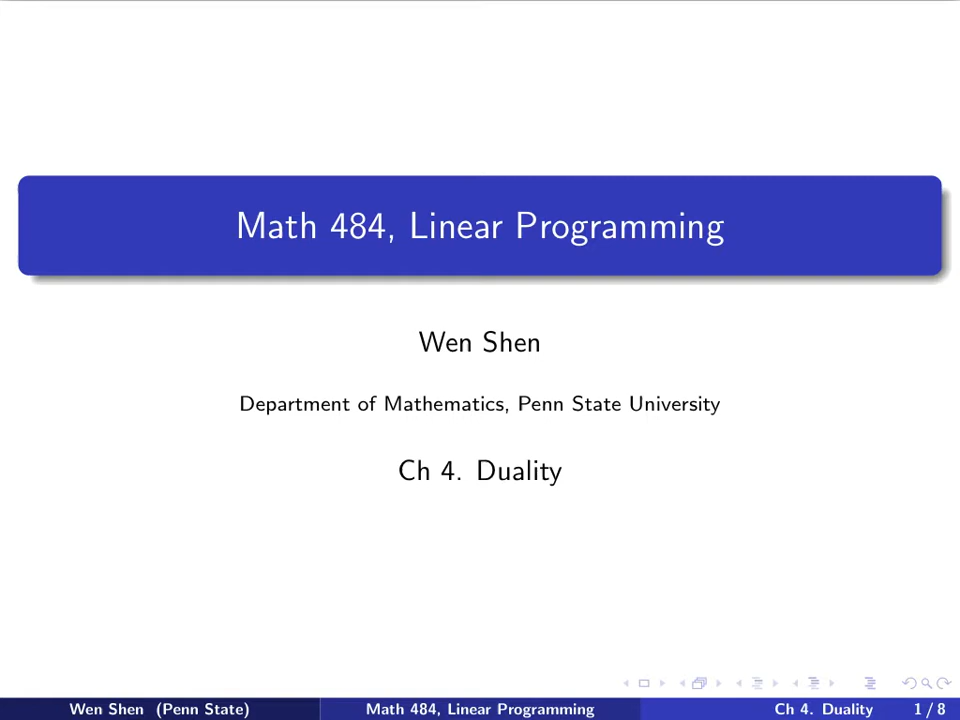 Math 484, Linear Programming
Wen Shen
Department of Mathematics, Penn State University
Ch 4. Duality
Wen Shen (Penn State) Math 484, Linear Programming Ch 4. Duality 1 / 8